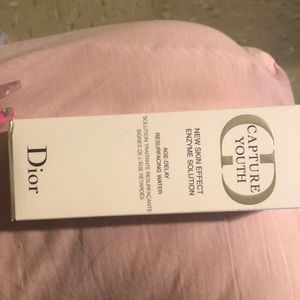 CAPTURE
YOUTH
NEW SKIN EFFECT
ENZYME SOLUTION
AGE-DELAY
RESURFACING WATER
SOLUTION TRAITANTE RESURFAÇANTE
SIGNES DE L'ÂGE RETARDÉS
Dior